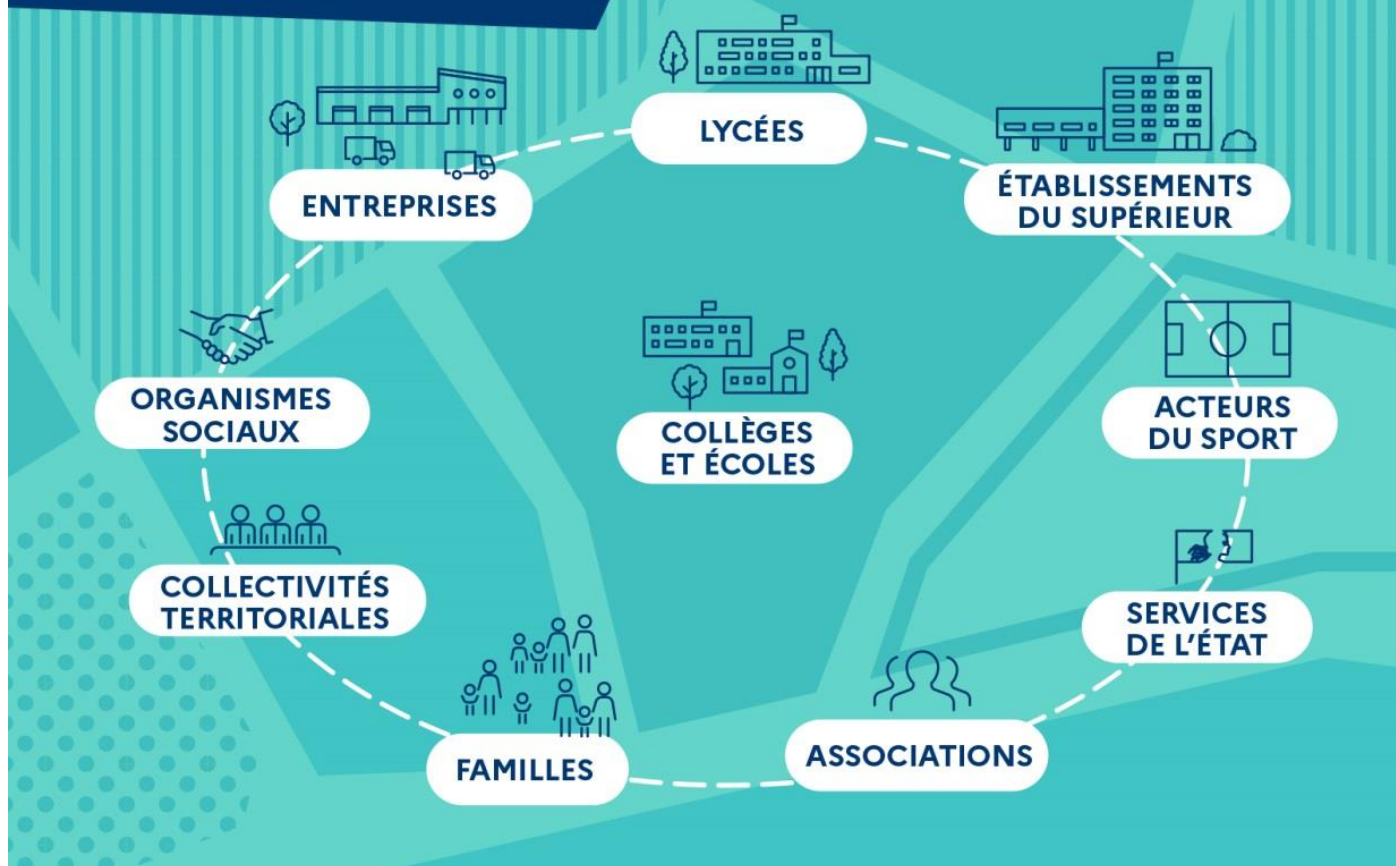 LYCÉES
ÉTABLISSEMENTS
DU SUPÉRIEUR
ENTREPRISES
ORGANISMES
SOCIAUX
COLLÈGES
ET ÉCOLES
ACTEURS
DU SPORT
COLLECTIVITÉS
TERRITORIALES
SERVICES
DE L'ÉTAT
FAMILLES
ASSOCIATIONS